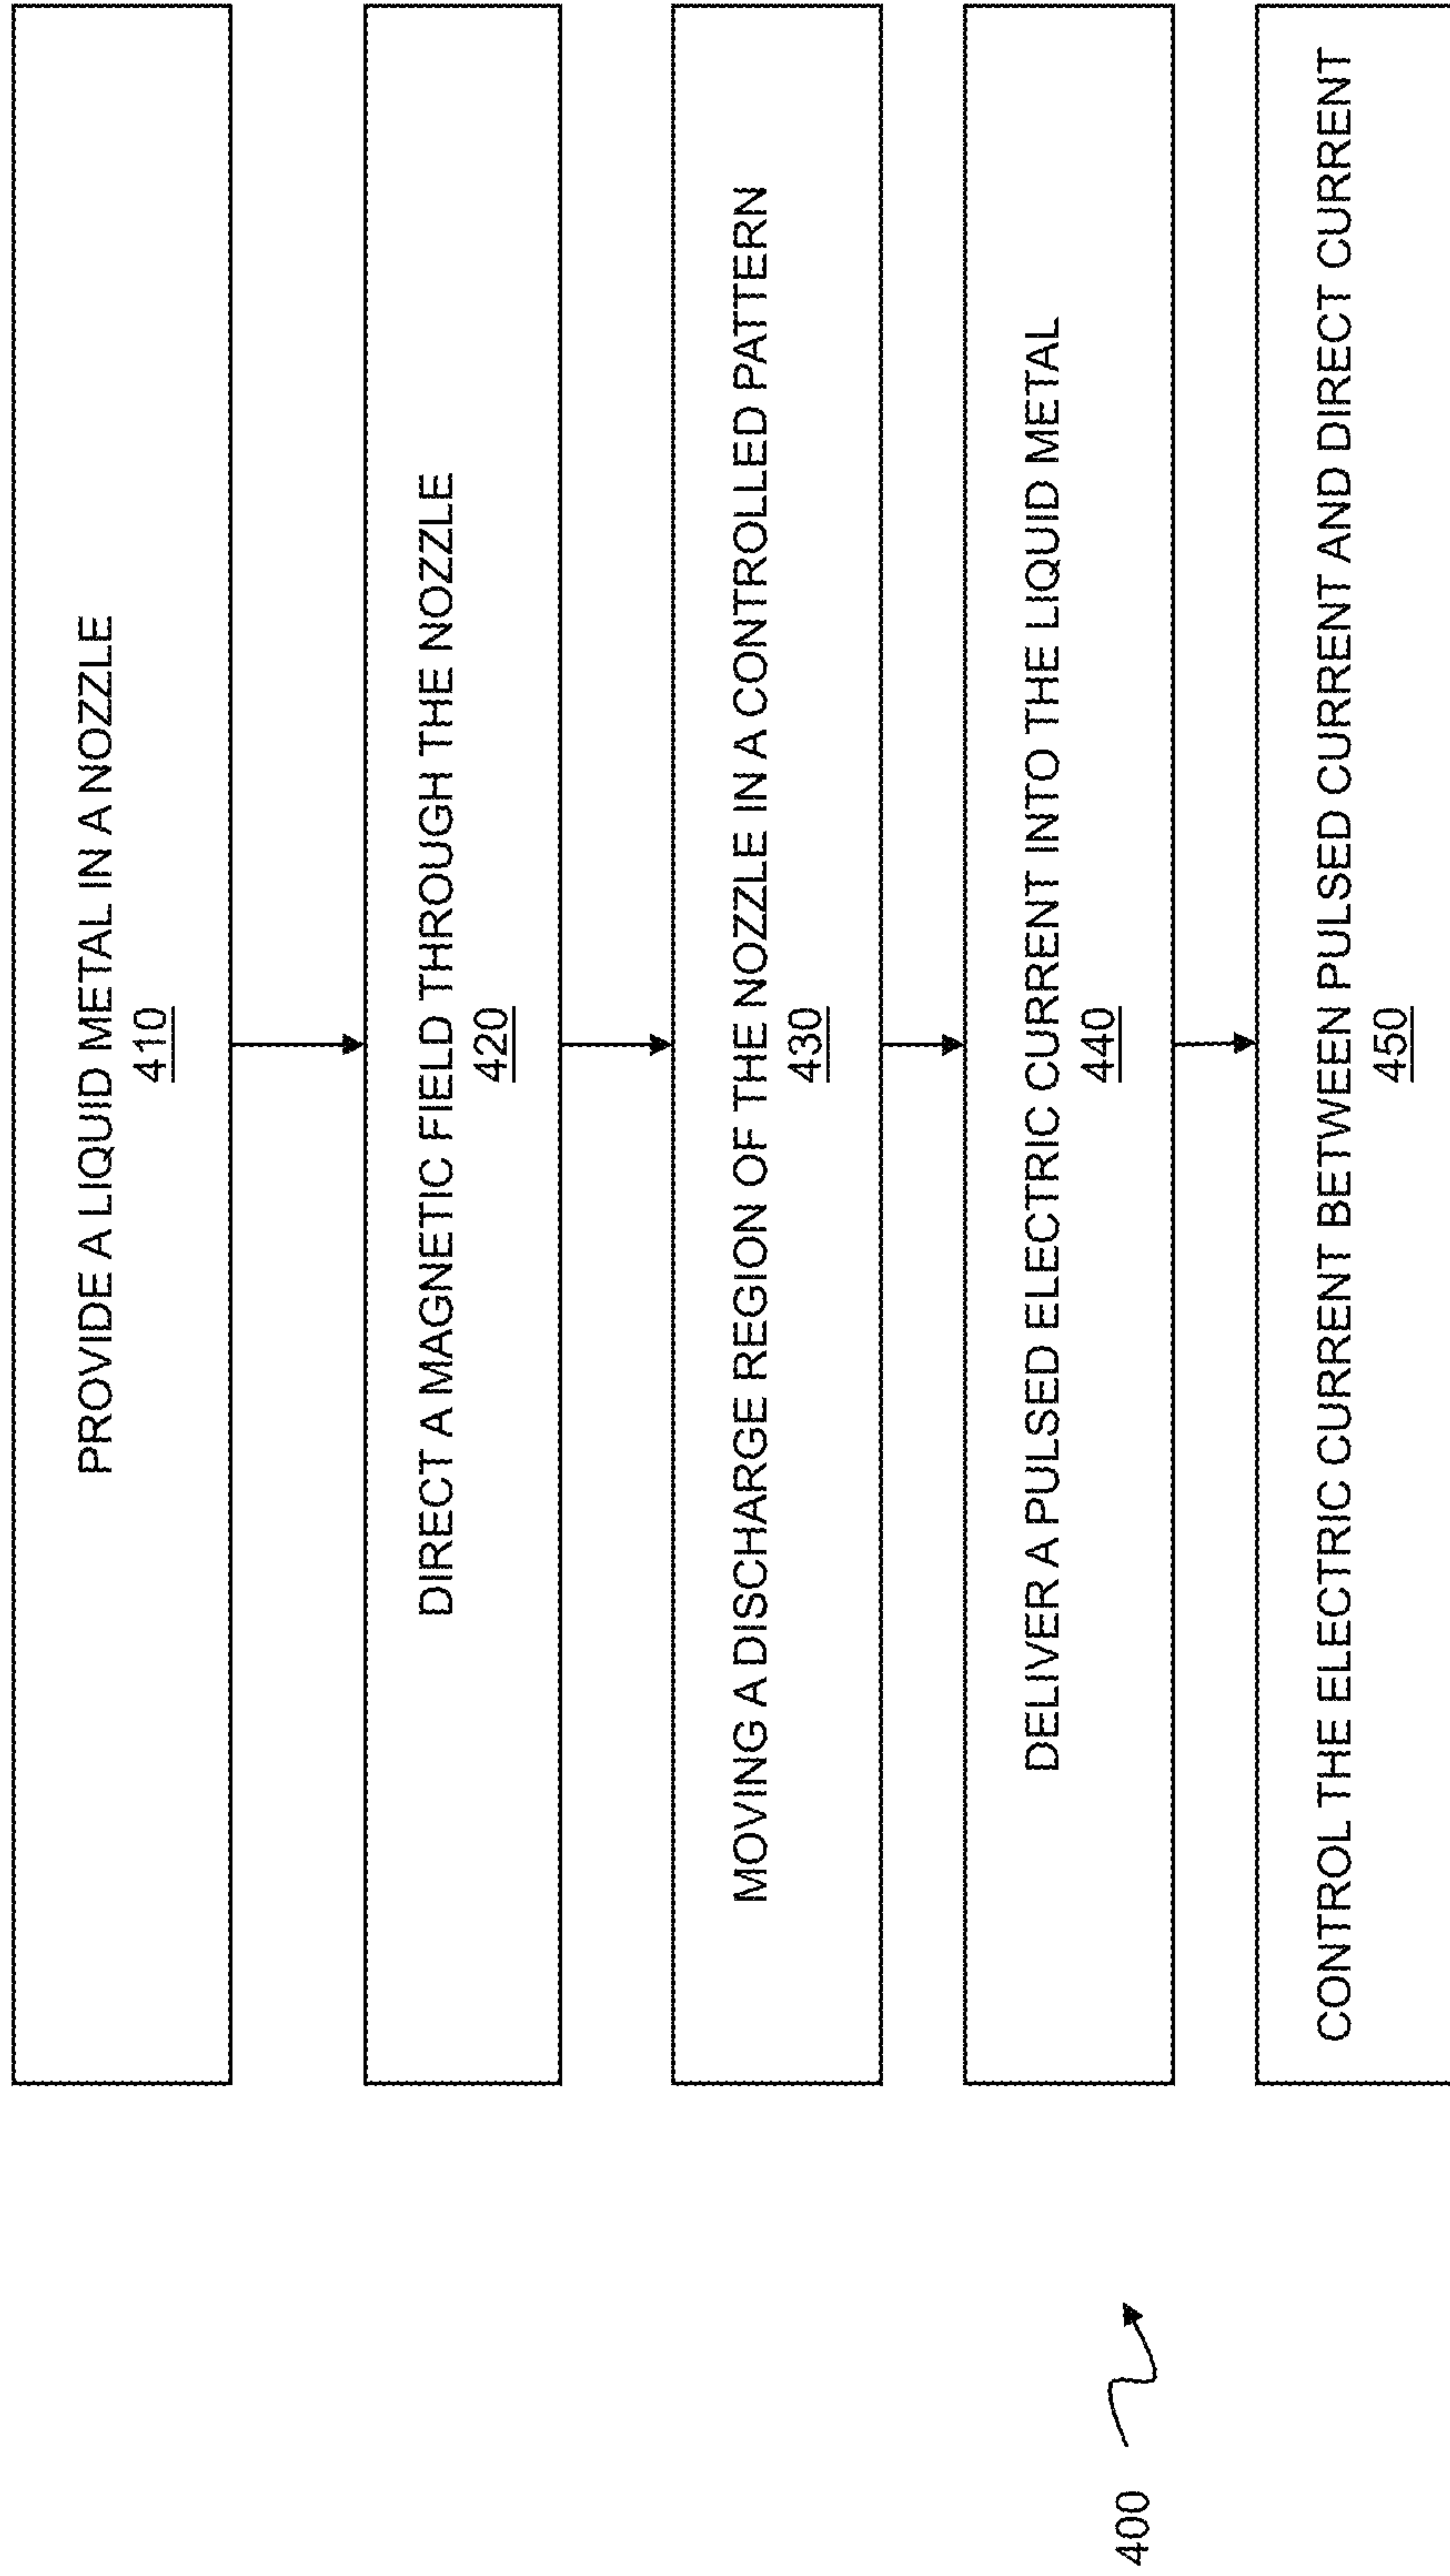 PROVIDE A LIQUID METAL IN A NOZZLE
410
DIRECT A MAGNETIC FIELD THROUGH THE NOZZLE
420
MOVING A DISCHARGE REGION OF THE NOZZLE IN A CONTROLLED PATTERN
430
DELIVER A PULSED ELECTRIC CURRENT INTO THE LIQUID METAL
440
CONTROL THE ELECTRIC CURRENT BETWEEN PULSED CURRENT AND DIRECT CURRENT
450
400